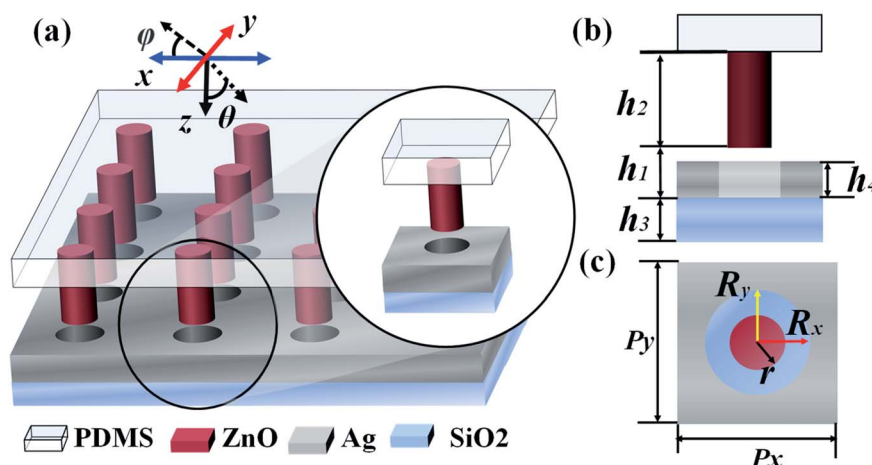 (a)
φ
y
x
z
θ
PDMS
ZnO
Ag
SiO2
(b)
h2
h1
h4
h3
(c)
Ry
Rx
r
Py
Px